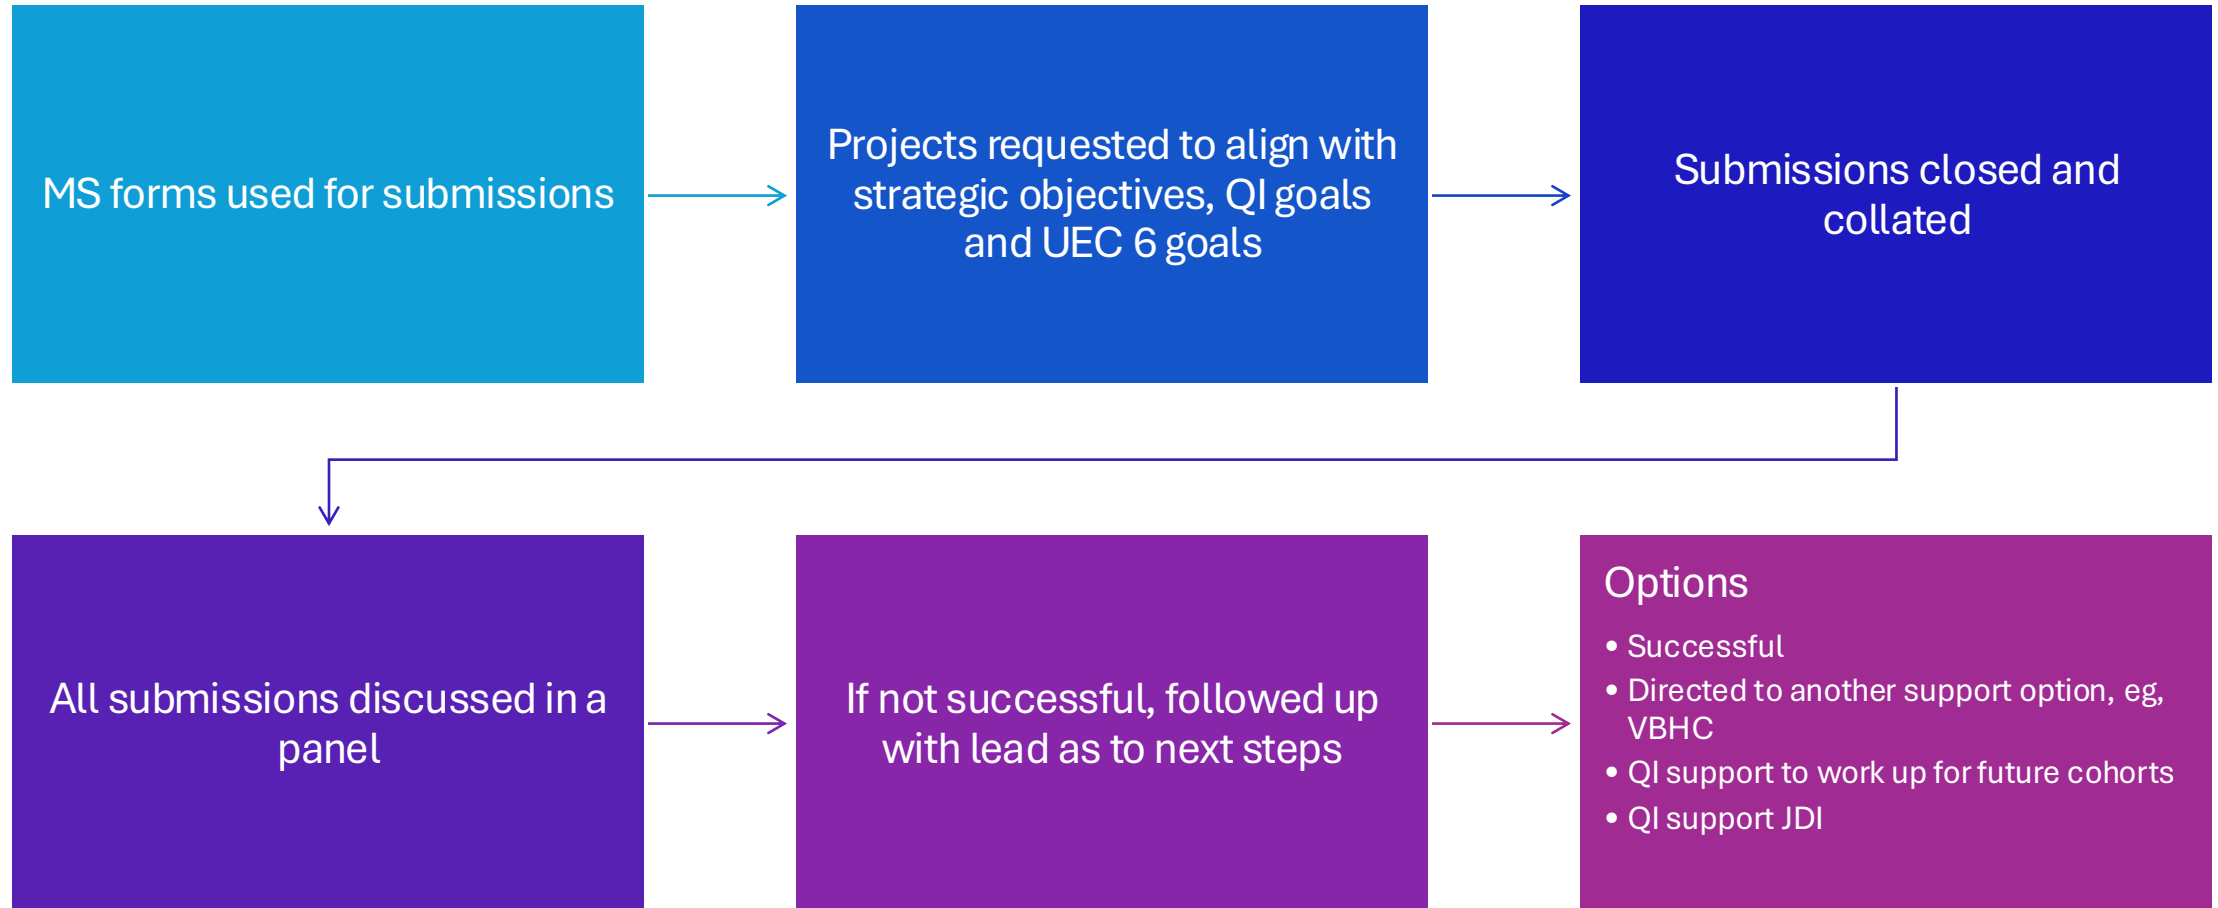 MS forms used for submissions
Projects requested to align with
strategic objectives, QI goals
and UEC 6 goals
Submissions closed and
collated
All submissions discussed in a
panel
If not successful, followed up
with lead as to next steps
Options
• Successful
• Directed to another support option, eg,
VBHC
• QI support to work up for future cohorts
• QI support JDI